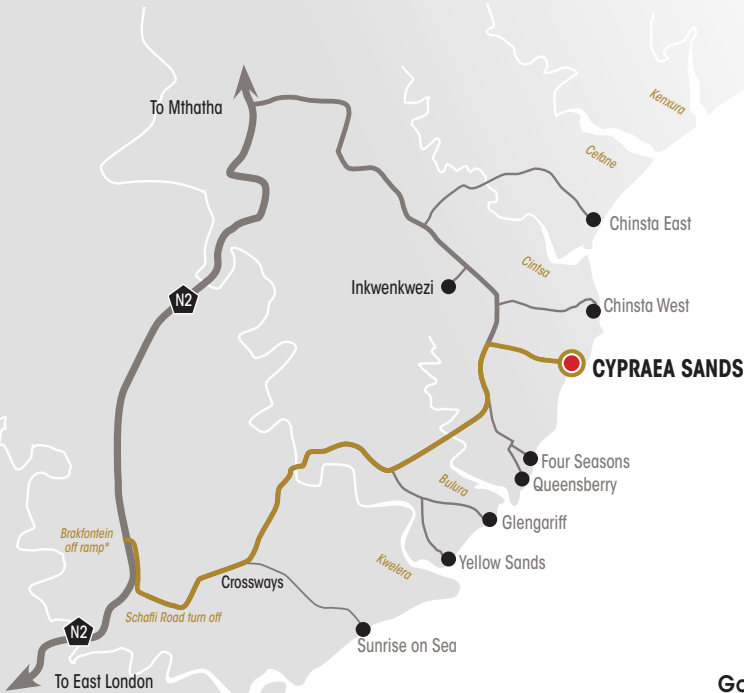 Kenxura
To Mthatha
Cefane
Chinsta East
Cintsa
Inkwenkwezi
N2
Chinsta West
CYPRAEA SANDS
Four Seasons
Bulura
Queensberry
Glengariff
Brakfontein
off ramp*
Kwelera
Yellow Sands
Crossways
Schafli Road turn off
N2
Sunrise on Sea
To East London